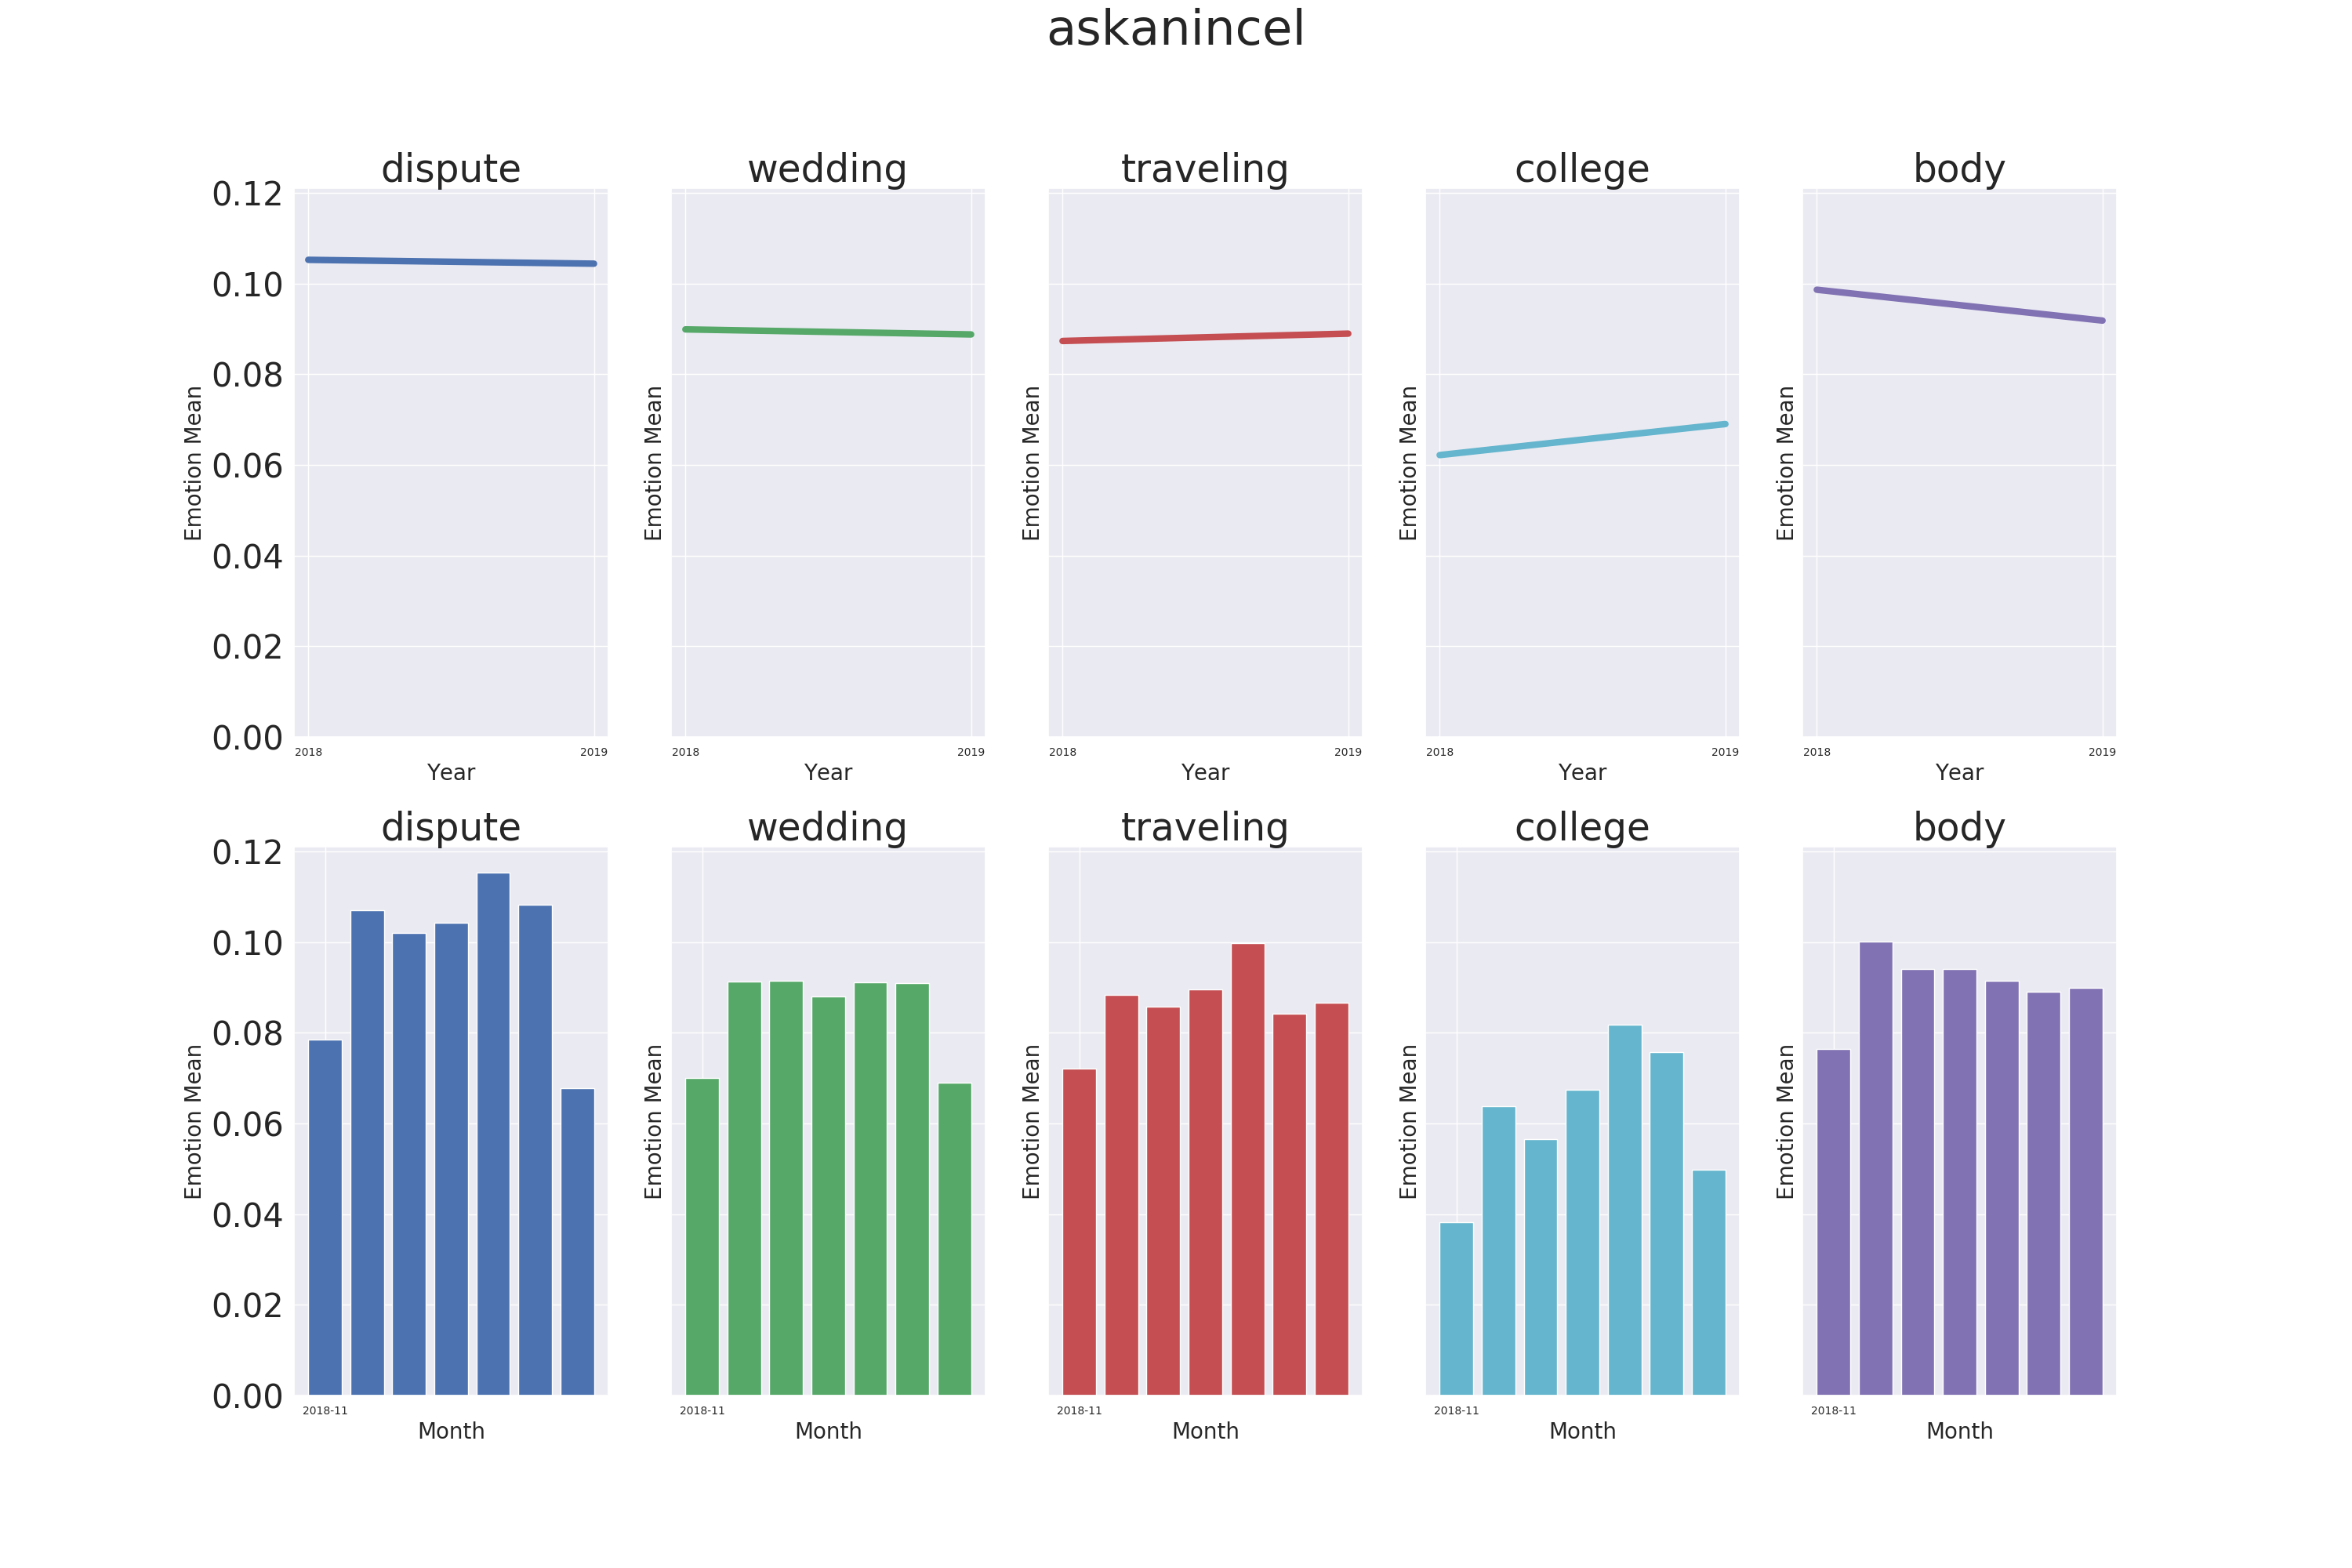 askanincel
dispute
wedding
traveling
college
body
0.12
0.10
0.08
0.06
0.04
0.02
0.00
Emotion Mean
Emotion Mean
Emotion Mean
Emotion Mean
Emotion Mean
2018 2019
2018 2019
2018 2019
2018 2019
2018 2019
Year
Year
Year
Year
Year
dispute
wedding
traveling
college
body
0.12
0.10
0.08
0.06
0.04
0.02
0.00
Emotion Mean
Emotion Mean
Emotion Mean
Emotion Mean
Emotion Mean
2018-11
2018-11
2018-11
2018-11
2018-11
Month
Month
Month
Month
Month